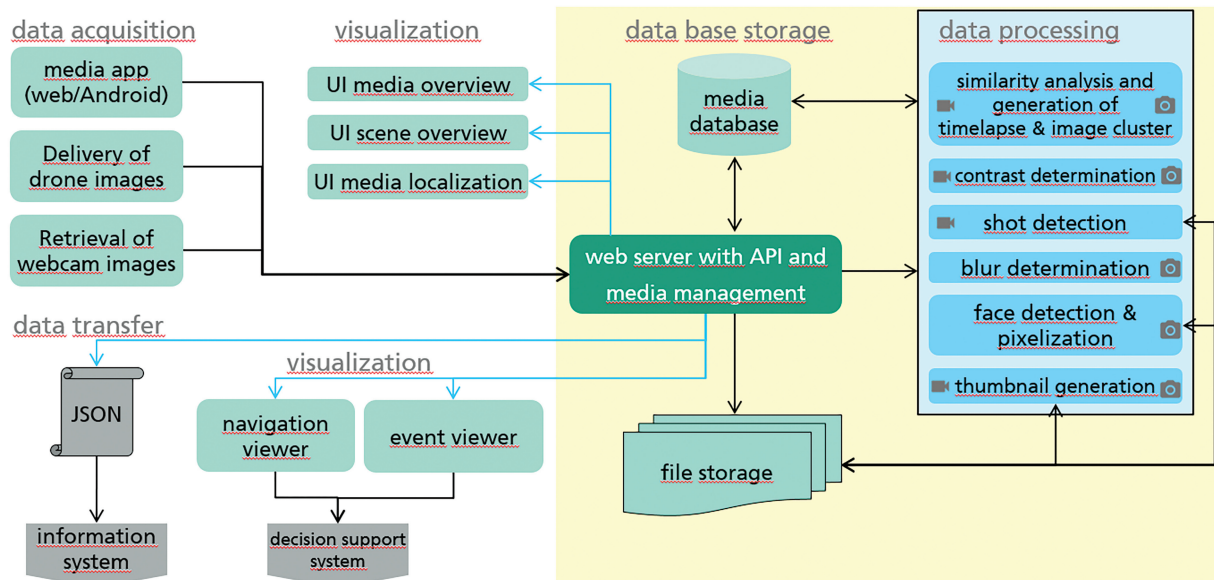 data acquisition
media app
(web/Android)
Delivery of
drone images
Retrieval of
webcam images
visualization
UI media overview
UI scene overview
UI media localization
data base storage
media
database
web server with API and
media management
file storage
data processing
similarity analysis and
generation of
timelapse & image cluster
contrast determination
shot detection
blur determination
face detection &
pixelization
thumbnail generation
data transfer
JSON
information
system
visualization
navigation
viewer
event viewer
decision support
system